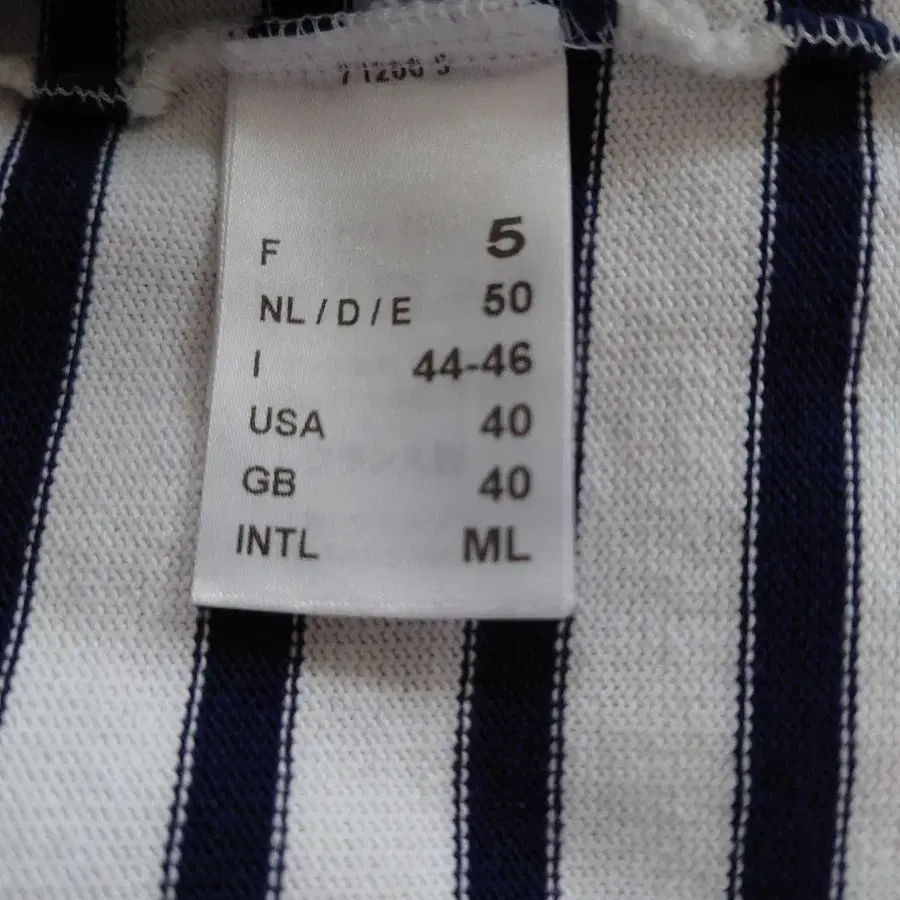 F 5
NL / D / E 50
I 44-46
USA 40
GB 40
INTL ML